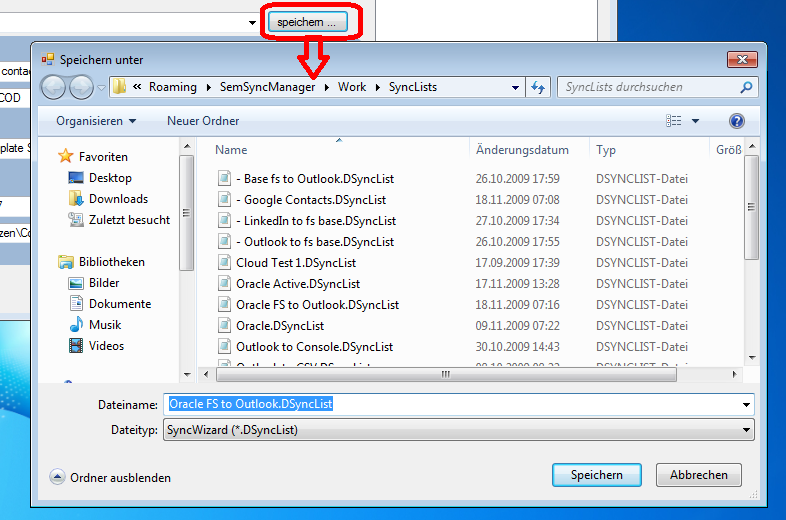 speichern ...
Speichern unter
contac
COD
plate S
7
zen\Co
« Roaming SemSyncManager Work SyncLists
SyncLists durchsuchen
Organisieren Neuer Ordner
Favoriten
Desktop
Downloads
Zuletzt besucht
Bibliotheken
Bilder
Dokumente
Musik
Videos
Name Änderungsdatum Typ Größ
- Base fs to Outlook.DSyncList 26.10.2009 17:59 DSYNCLIST-Datei
- Google Contacts.DSyncList 18.11.2009 07:08 DSYNCLIST-Datei
- LinkedIn to fs base.DSyncList 27.10.2009 17:34 DSYNCLIST-Datei
- Outlook to fs base.DSyncList 26.10.2009 17:55 DSYNCLIST-Datei
Cloud Test 1.DSyncList 17.09.2009 17:39 DSYNCLIST-Datei
Oracle Active.DSyncList 17.11.2009 13:28 DSYNCLIST-Datei
Oracle FS to Outlook.DSyncList 18.11.2009 07:16 DSYNCLIST-Datei
Oracle.DSyncList 09.11.2009 07:22 DSYNCLIST-Datei
Outlook to Console.DSyncList 30.10.2009 14:43 DSYNCLIST-Datei
Dateiname: Oracle FS to Outlook.DSyncList
Dateityp: SyncWizard (*.DSyncList)
Ordner ausblenden
Speichern Abbrechen